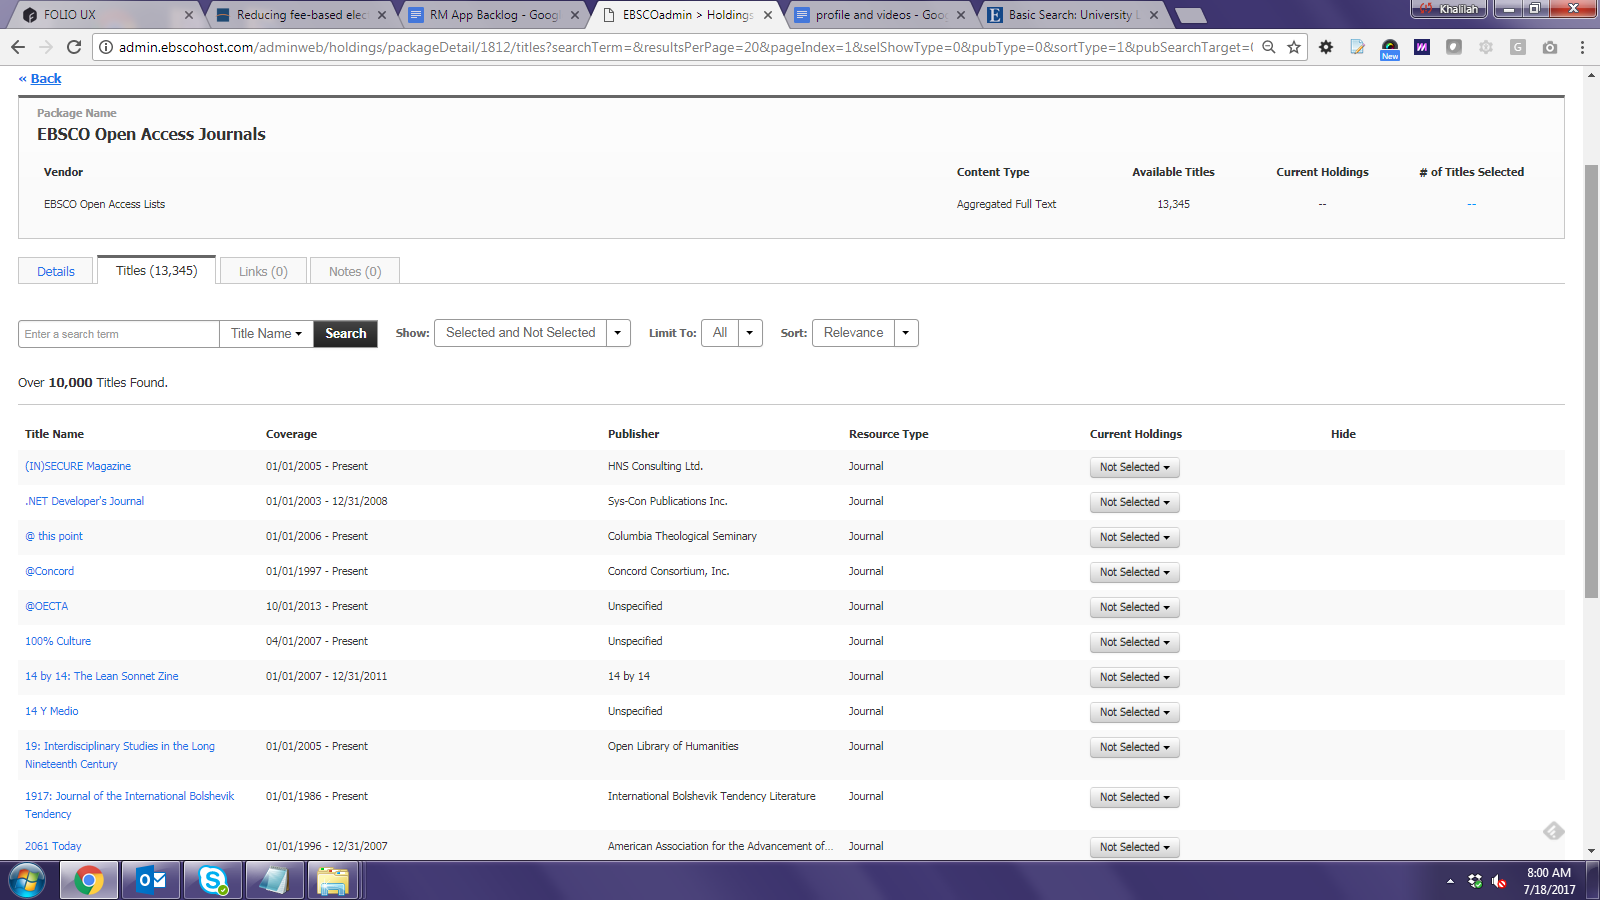 FOLIO UX
Reducing fee-based elec
RM App Backlog - Googl
EBSCOadmin > Holdings
profile and videos - Goo
Basic Search: University L
Khalilah
admin.ebscohost.com/adminweb/holdings/packageDetail/1812/titles?searchTerm=&resultsPerPage=20&pageIndex=1&selShowType=0&pubType=0&sortType=1&pubSearchTarget=
New
« Back
Package Name
EBSCO Open Access Journals
Vendor Content Type Available Titles Current Holdings # of Titles Selected
EBSCO Open Access Lists Aggregated Full Text 13,345 -- --
Details Titles (13,345) Links (0) Notes (0)
Enter a search term Title Name Search Show: Selected and Not Selected Limit To: All Sort: Relevance
Over 10,000 Titles Found.
Title Name Coverage Publisher Resource Type Current Holdings Hide
(IN)SECURE Magazine 01/01/2005 - Present HNS Consulting Ltd. Journal Not Selected
.NET Developer's Journal 01/01/2003 - 12/31/2008 Sys-Con Publications Inc. Journal Not Selected
@ this point 01/01/2006 - Present Columbia Theological Seminary Journal Not Selected
@Concord 01/01/1997 - Present Concord Consortium, Inc. Journal Not Selected
@OECTA 10/01/2013 - Present Unspecified Journal Not Selected
100% Culture 04/01/2007 - Present Unspecified Journal Not Selected
14 by 14: The Lean Sonnet Zine 01/01/2007 - 12/31/2011 14 by 14 Journal Not Selected
14 Y Medio Unspecified Journal Not Selected
19: Interdisciplinary Studies in the Long 01/01/2005 - Present Open Library of Humanities Journal Not Selected
Nineteenth Century
1917: Journal of the International Bolshevik 01/01/1986 - Present International Bolshevik Tendency Literature Journal Not Selected
Tendency
2061 Today 01/01/1996 - 12/31/2007 American Association for the Advancement of... Journal Not Selected
8:00 AM
7/18/2017